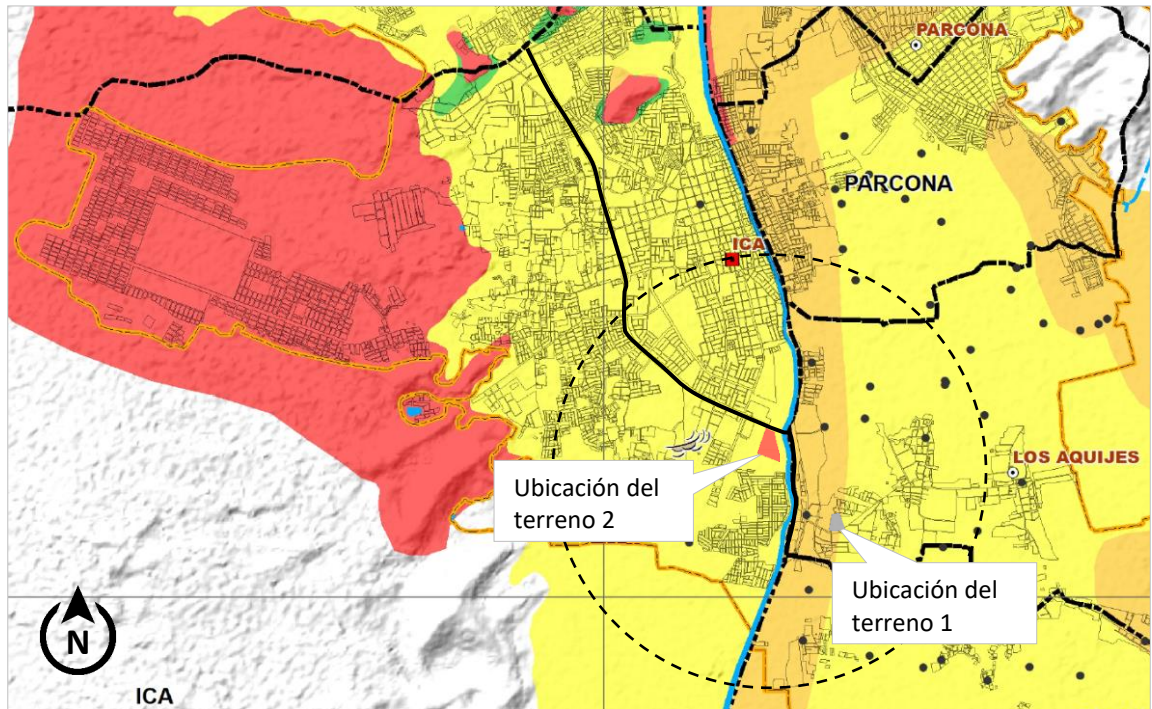 PARCONA
PARCONA
ICA
LOS AQUIJES
Ubicación del
terreno 2
Ubicación del
terreno 1
N
ICA